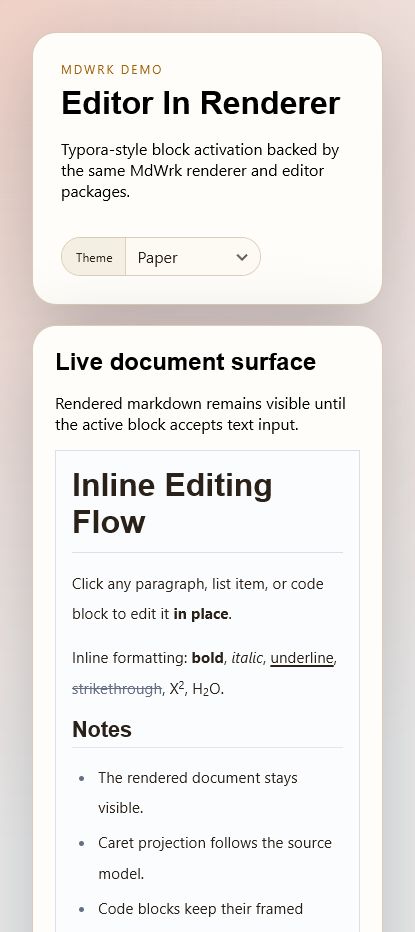 MDWRK DEMO
Editor In Renderer
Typora-style block activation backed by
the same MdWrk renderer and editor
packages.
Theme Paper
Live document surface
Rendered markdown remains visible until
the active block accepts text input.
Inline Editing
Flow
Click any paragraph, list item, or code
block to edit it in place.
Inline formatting: bold, italic, underline,
strikethrough, X², H₂O.
Notes
• The rendered document stays
visible.
• Caret projection follows the source
model.
• Code blocks keep their framed